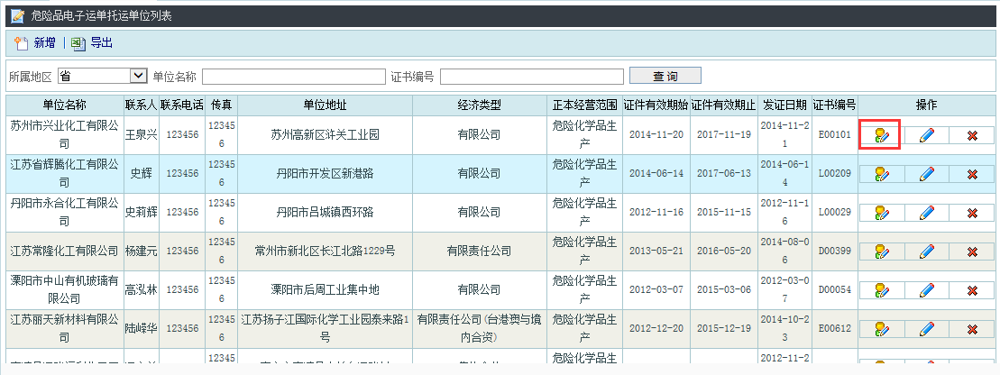 危险品电子运单托运单位列表
新增 | 导出
所属地区 省 单位名称 证书编号 查 询
单位名称 联系人 联系电话 传真 单位地址 经济类型 正本经营范围 证件有效期始 证件有效期止 发证日期 证书编号 操作
苏州市兴业化工有限公司 王泉兴 123456 123456 苏州高新区浒关工业园 有限公司 危险化学品生产 2014-11-20 2017-11-19 2014-11-21 E00101
江苏省辉腾化工有限公司 史辉 123456 123456 丹阳市开发区新港路 有限公司 危险化学品生产 2014-06-14 2017-06-13 2014-06-14 L00209
丹阳市永合化工有限公司 史莉辉 123456 123456 丹阳市吕城镇西环路 有限公司 危险化学品生产 2012-11-16 2015-11-15 2012-11-16 L00029
江苏常隆化工有限公司 杨建元 123456 123456 常州市新北区长江北路1229号 有限责任公司 危险化学品生产 2013-05-21 2016-05-20 2014-08-06 D00399
溧阳市中山有机玻璃有限公司 高泓林 123456 123456 溧阳市后周工业集中地 有限公司 危险化学品生产 2012-03-07 2015-03-06 2012-03-07 D00054
江苏丽天新材料有限公司 陆嵘华 123456 123456 江苏扬子江国际化学工业园泰来路1号 有限责任公司(台港澳与境内合资) 危险化学品生产 2012-12-20 2015-12-19 2014-10-23 E00612